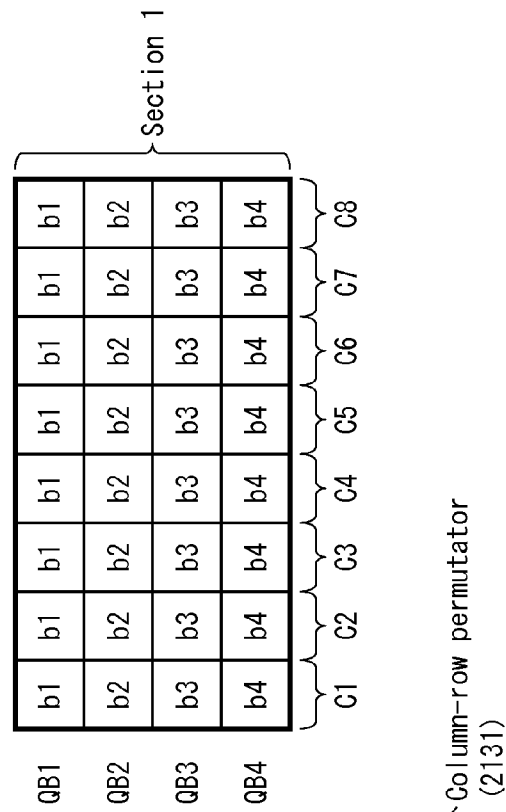 QB1 b1 b1 b1 b1 b1 b1 b1 b1
QB2 b2 b2 b2 b2 b2 b2 b2 b2
QB3 b3 b3 b3 b3 b3 b3 b3 b3
QB4 b4 b4 b4 b4 b4 b4 b4 b4
C1 C2 C3 C4 C5 C6 C7 C8
Section 1
Column-row permutator
(2131)